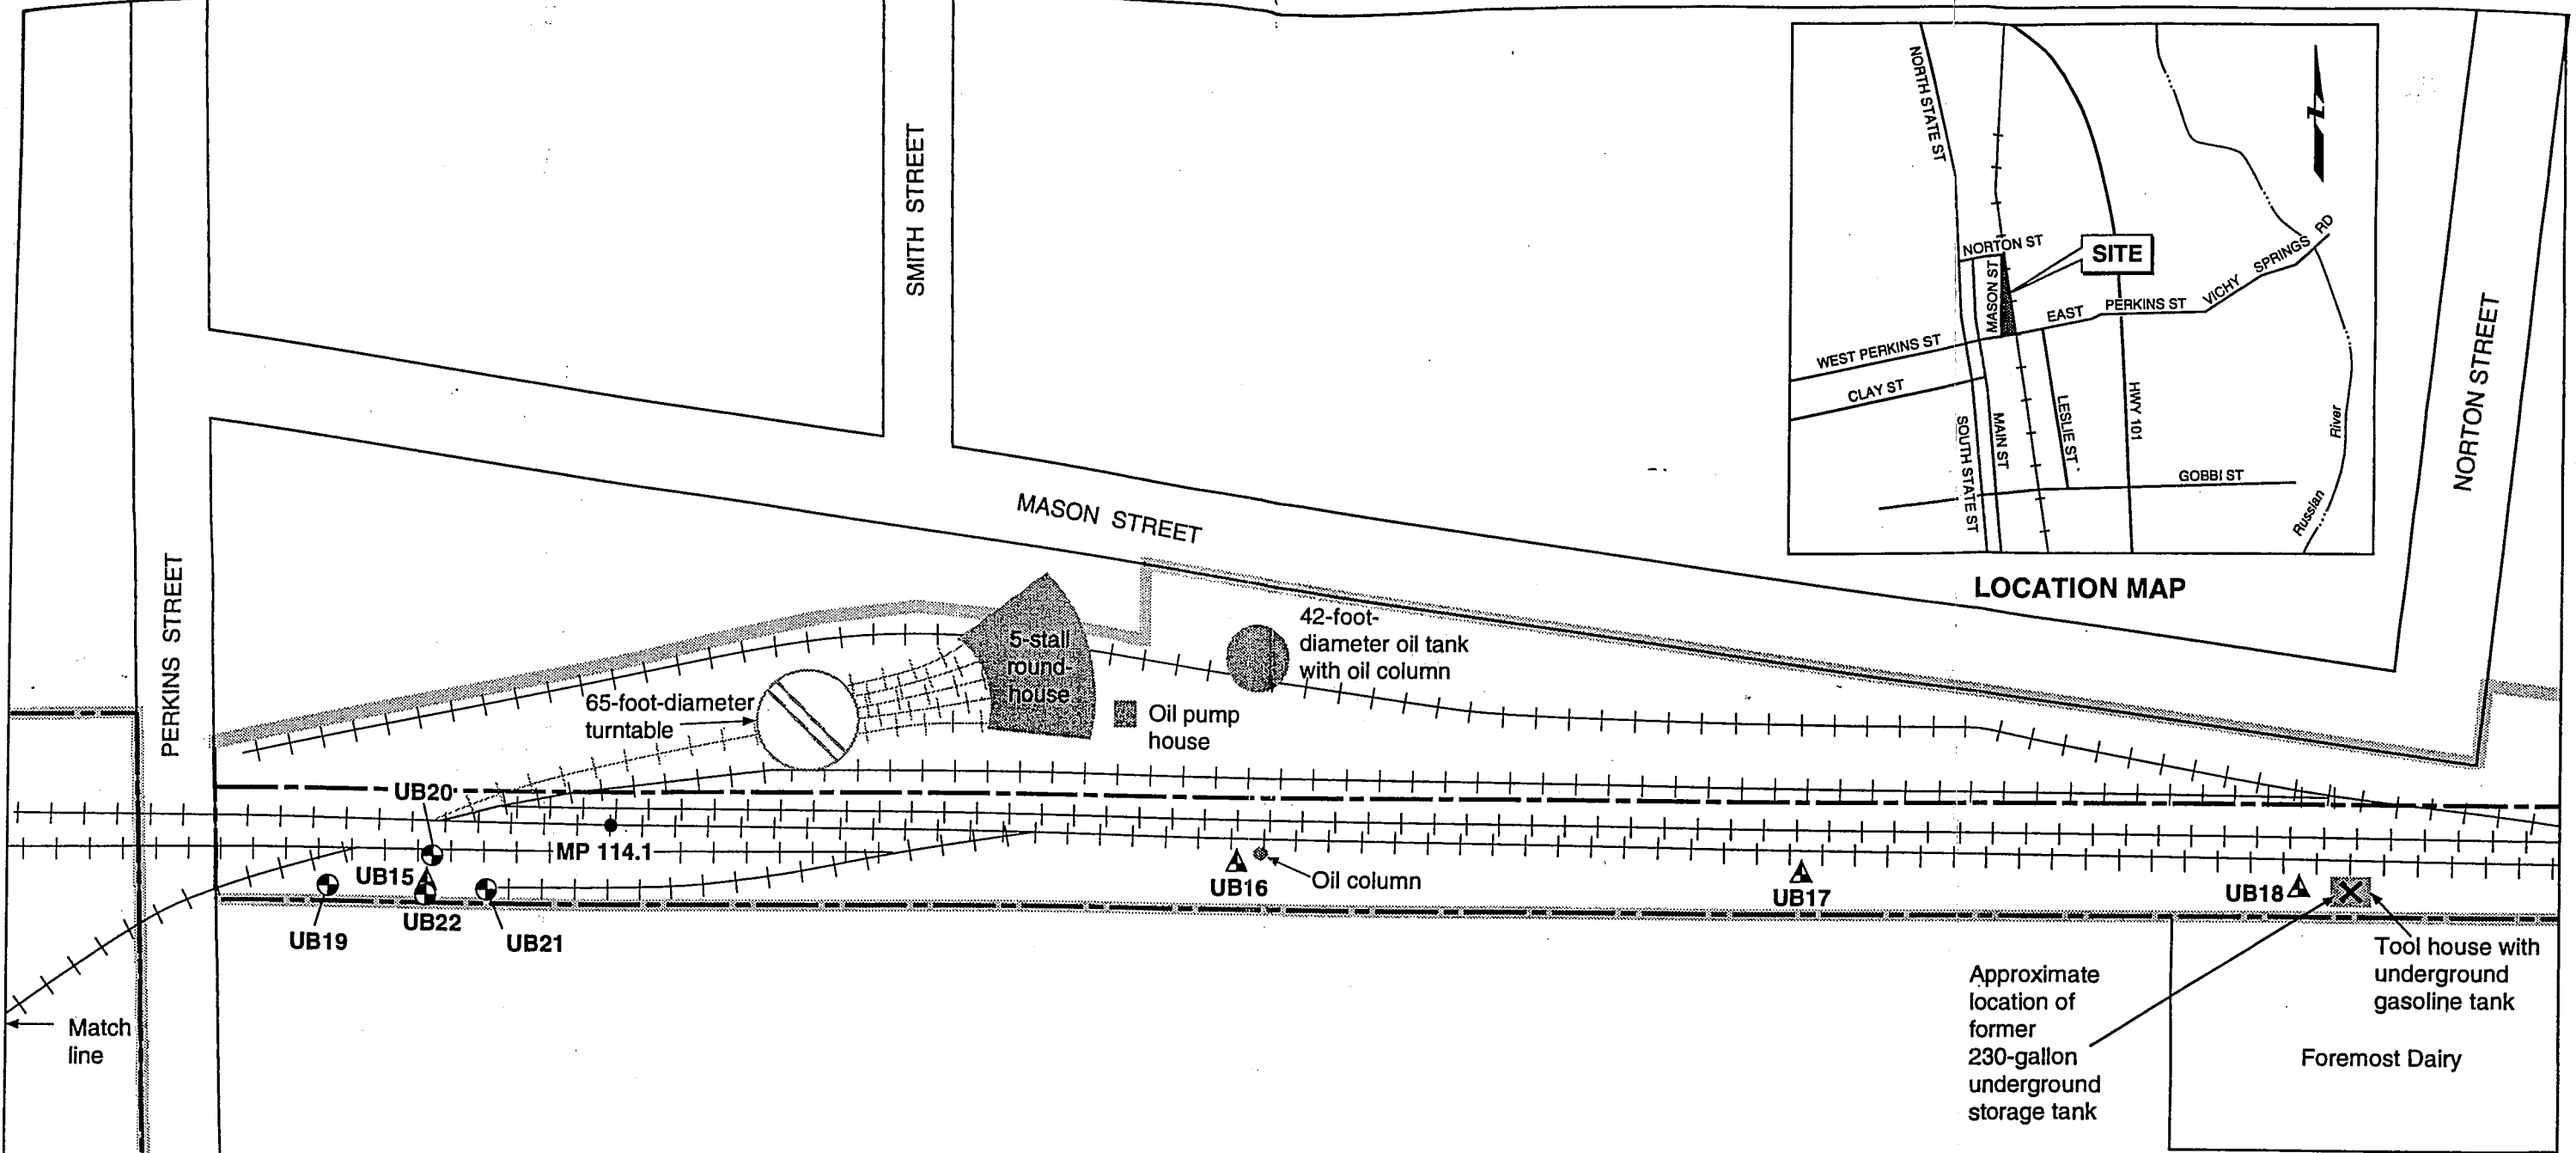 SMITH STREET
MASON STREET
PERKINS STREET
NORTON STREET
NORTH STATE ST
NORTON ST
MASON ST
SITE
EAST PERKINS ST
VICHY SPRINGS RD
WEST PERKINS ST
CLAY ST
SOUTH STATE ST
MAIN ST
LESLIE ST
HWY 101
GOBBI ST
Russian River
Z
LOCATION MAP
5-stall
round-
house
42-foot-
diameter oil tank
with oil column
65-foot-diameter
turntable
Oil pump
house
UB20
MP 114.1
UB15
UB22
UB19
UB21
UB16
Oil column
UB17
UB18
Match
line
Approximate
location of
former
230-gallon
underground
storage tank
Tool house with
underground
gasoline tank
Foremost Dairy